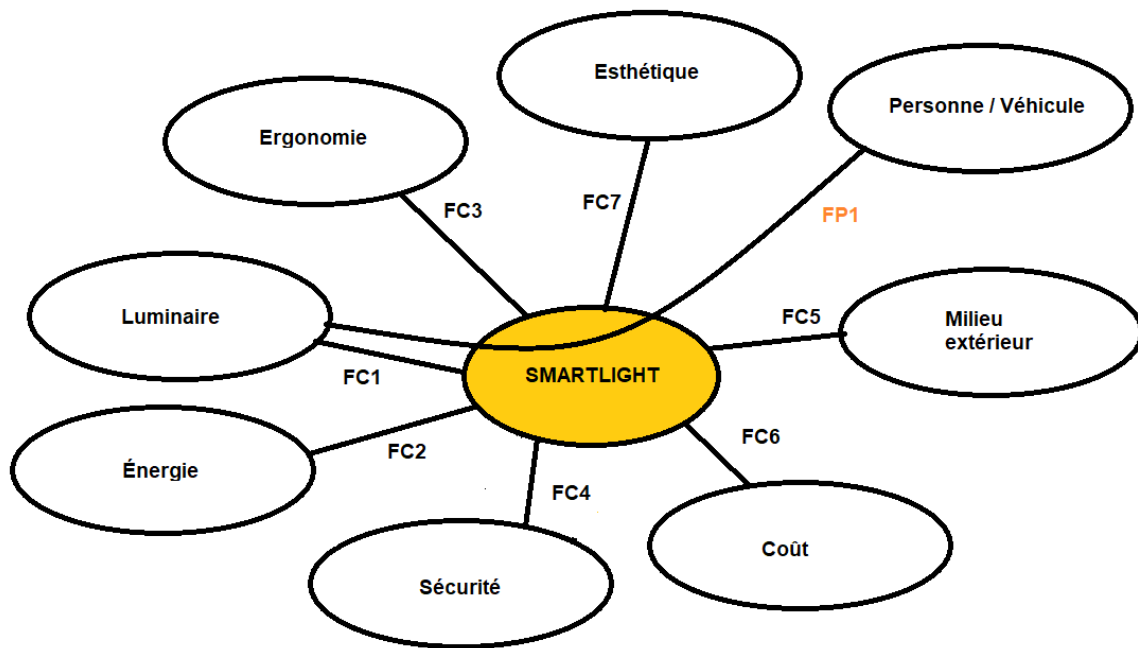 Esthétique
Personne / Véhicule
Ergonomie
FC3
FC7
FP1
Luminaire
FC5
Milieu
extérieur
FC1
SMARTLIGHT
FC6
FC2
Énergie
FC4
Coût
Sécurité